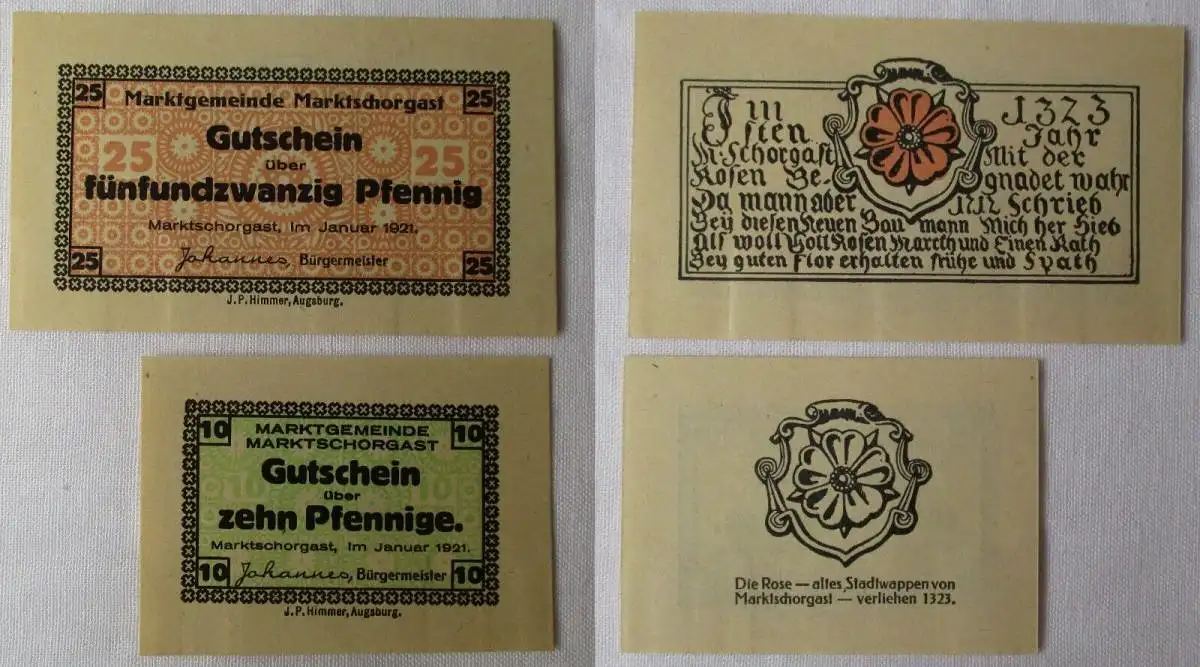 25 Marktgemeinde Marktschorgast 25
Gutschein
über
25 25
fünfundzwanzig Pfennig
Marktschorgast, im Januar 1921.
25 Johannes, Bürgermeister 25
J. P. Himmer, Augsburg.
Im 1323
Isten Jahr
M. Schorgast Mit der
Rosen Be- gnadet wahr
Da mann aber Schrieb
Bey diesen Neuen Bau mann Mich her Hieb
Als woll Gott Rosen Marckh und Einen Rath
Bey guten Flor erhalten frühe und Spath
10 MARKTGEMEINDE 10
MARKTSCHORGAST
Gutschein
10 über 10
zehn Pfennige.
Marktschorgast, im Januar 1921.
10 Johannes, Bürgermeister 10
J. P. Himmer, Augsburg.
Die Rose — altes Stadtwappen von
Marktschorgast — verliehen 1323.